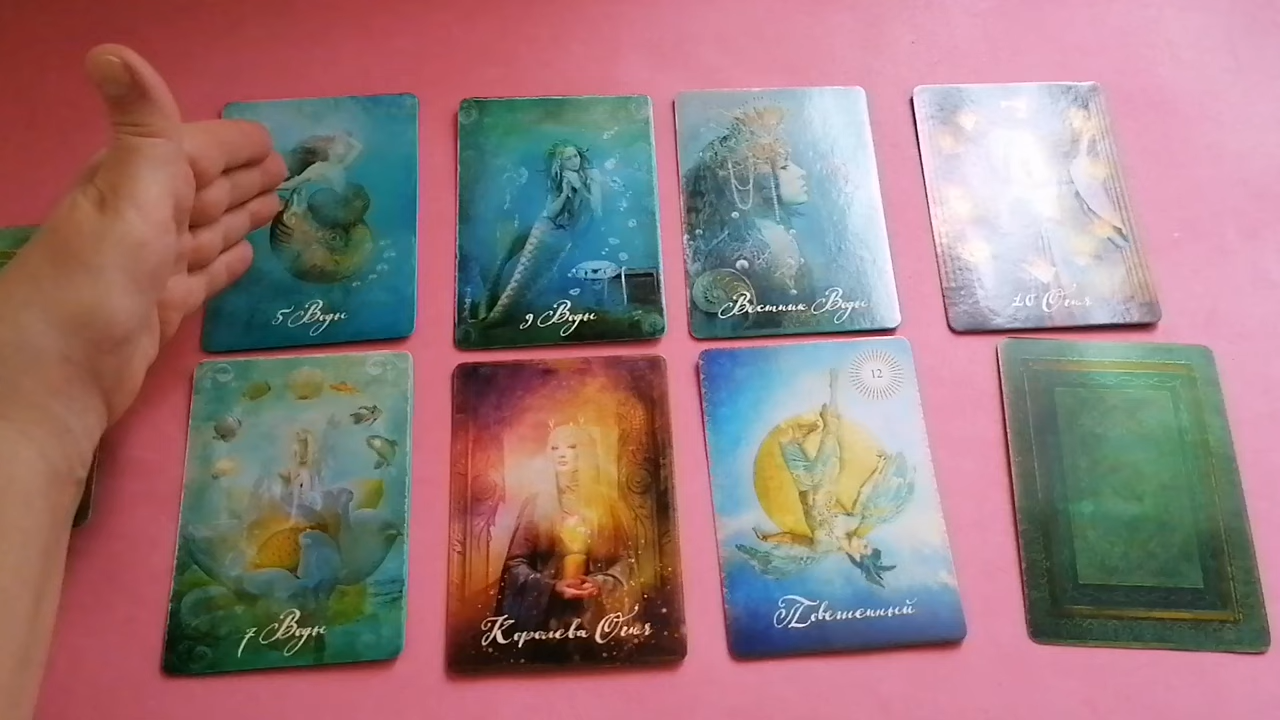 5 Воды
9 Воды
Вестник Воды
10 Огня
7 Воды
Королева Огня
12
Повешенный